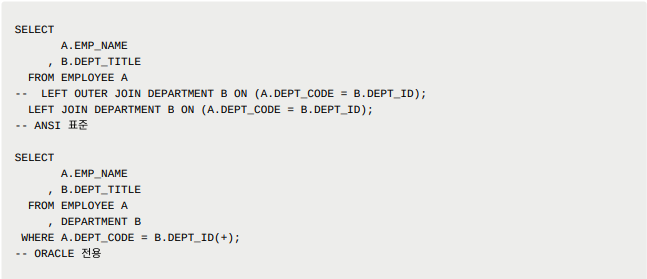 SELECT
       A.EMP_NAME
     , B.DEPT_TITLE
  FROM EMPLOYEE A
--  LEFT OUTER JOIN DEPARTMENT B ON (A.DEPT_CODE = B.DEPT_ID);
  LEFT JOIN DEPARTMENT B ON (A.DEPT_CODE = B.DEPT_ID);
-- ANSI 표준

SELECT
       A.EMP_NAME
     , B.DEPT_TITLE
  FROM EMPLOYEE A
     , DEPARTMENT B
 WHERE A.DEPT_CODE = B.DEPT_ID(+);
-- ORACLE 전용